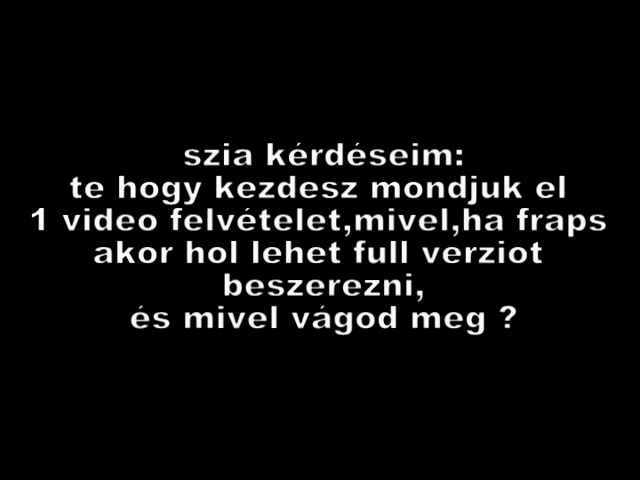 szia kérdéseim:
te hogy kezdesz mondjuk el
1 video felvételet,mivel,ha fraps
akor hol lehet full verziot
beszerezni,
és mivel vágod meg ?